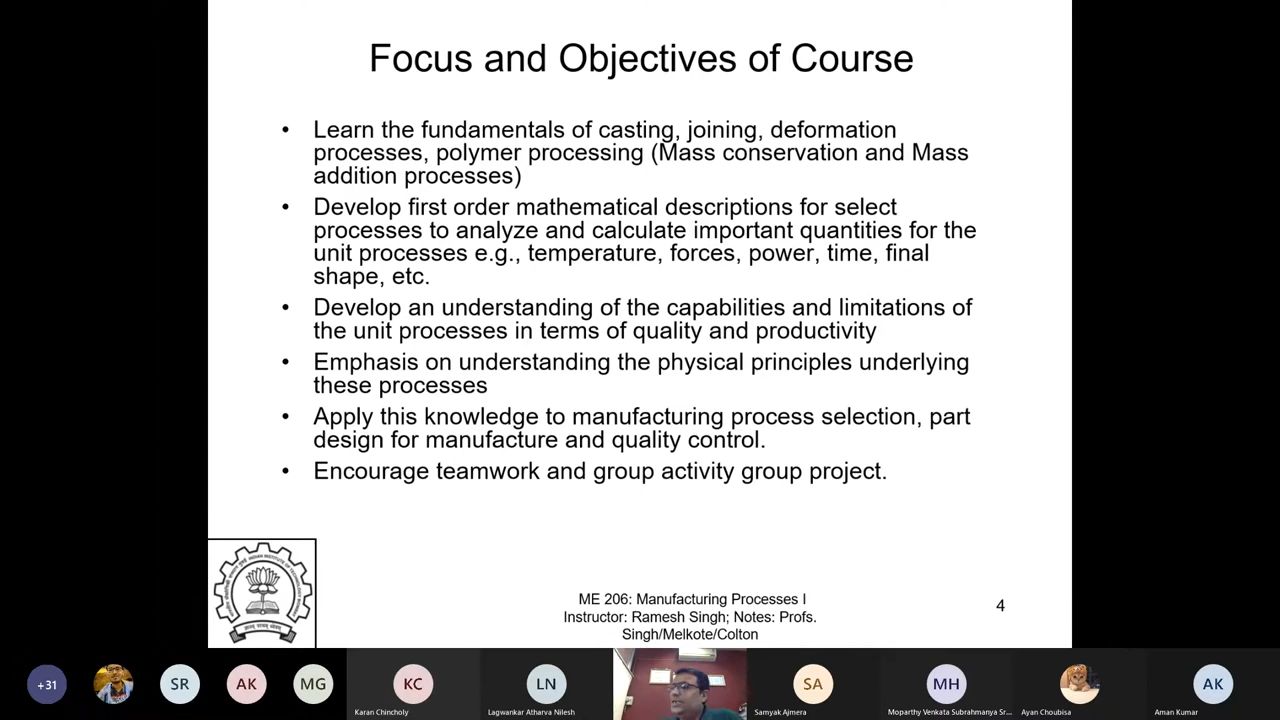 Focus and Objectives of Course
• Learn the fundamentals of casting, joining, deformation
processes, polymer processing (Mass conservation and Mass
addition processes)
• Develop first order mathematical descriptions for select
processes to analyze and calculate important quantities for the
unit processes e.g., temperature, forces, power, time, final
shape, etc.
• Develop an understanding of the capabilities and limitations of
the unit processes in terms of quality and productivity
• Emphasis on understanding the physical principles underlying
these processes
• Apply this knowledge to manufacturing process selection, part
design for manufacture and quality control.
• Encourage teamwork and group activity group project.
ME 206: Manufacturing Processes I
Instructor: Ramesh Singh; Notes: Profs.
Singh/Melkote/Colton
4
+31
SR
AK
MG
KC
LN
SA
MH
AK
Karan Chincholy
Lagwankar Atharva Nilesh
Samyak Ajmera
Moparthy Venkata Subrahmanya Sr...
Ayan Choubisa
Aman Kumar